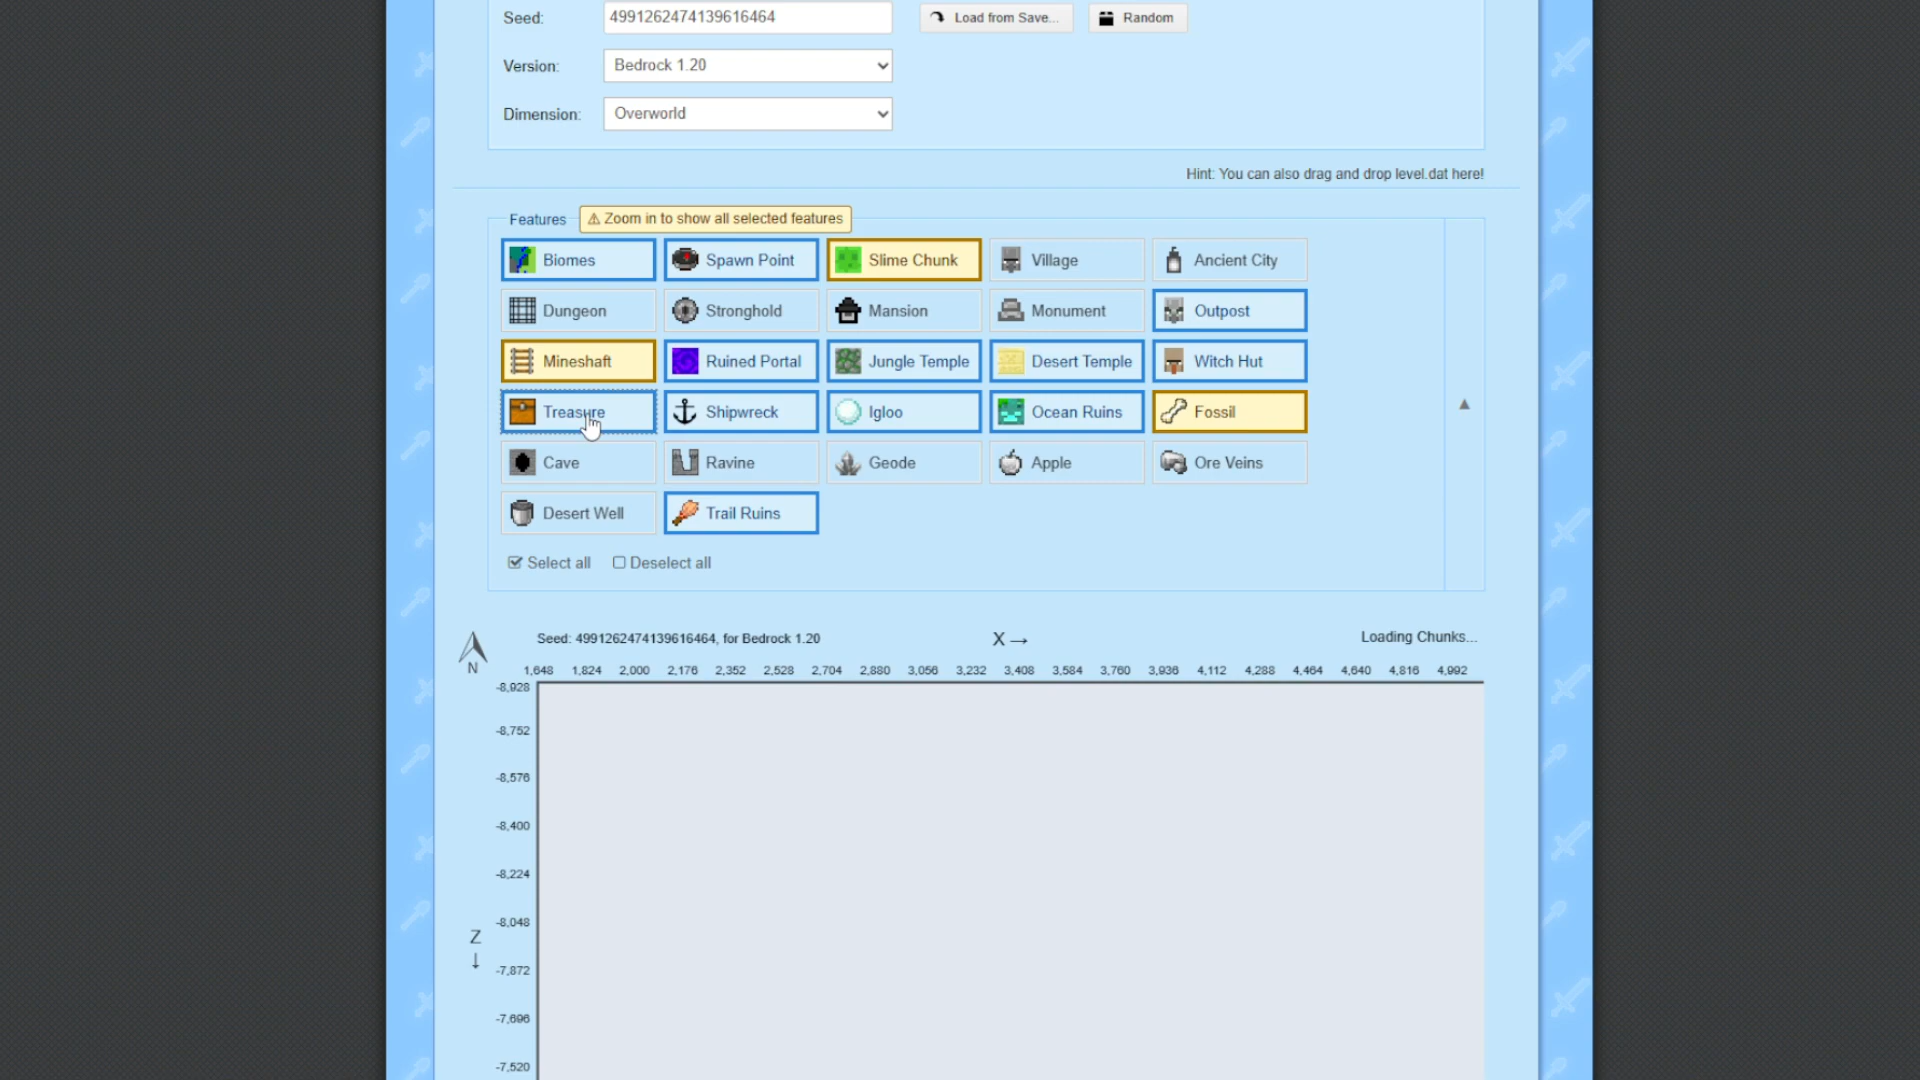 Seed: 4991262474139616464 Load from Save... Random
Version: Bedrock 1.20
Dimension: Overworld
Hint: You can also drag and drop level.dat here!
Features ⚠ Zoom in to show all selected features
Biomes Spawn Point Slime Chunk Village Ancient City
Dungeon Stronghold Mansion Monument Outpost
Mineshaft Ruined Portal Jungle Temple Desert Temple Witch Hut
Treasure Shipwreck Igloo Ocean Ruins Fossil
Cave Ravine Geode Apple Ore Veins
Desert Well Trail Ruins
Select all Deselect all
Seed: 4991262474139616464, for Bedrock 1.20 X → Loading Chunks...
N 1,648 1,824 2,000 2,176 2,352 2,528 2,704 2,880 3,056 3,232 3,408 3,584 3,760 3,936 4,112 4,288 4,464 4,640 4,816 4,992
-8,928
-8,752
-8,576
-8,400
-8,224
-8,048
Z ↓
-7,872
-7,696
-7,520